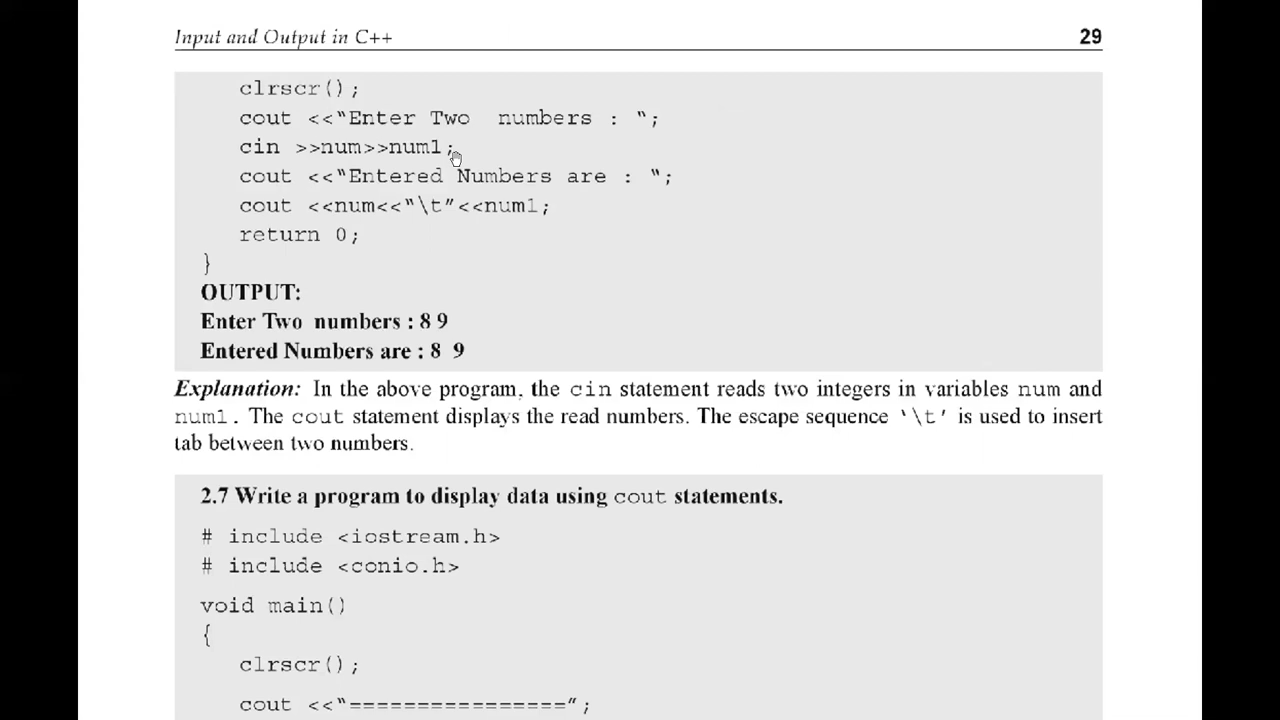 Input and Output in C++ 29
clrscr();
cout <<“Enter Two numbers : “;
cin >>num>>num1;
cout <<“Entered Numbers are : “;
cout <<num<<“\t”<<num1;
return 0;
}
OUTPUT:
Enter Two numbers : 8 9
Entered Numbers are : 8 9
Explanation: In the above program, the cin statement reads two integers in variables num and
num1. The cout statement displays the read numbers. The escape sequence ‘\t’ is used to insert
tab between two numbers.
2.7 Write a program to display data using cout statements.
# include <iostream.h>
# include <conio.h>
void main()
{
clrscr();
cout <<“================”;